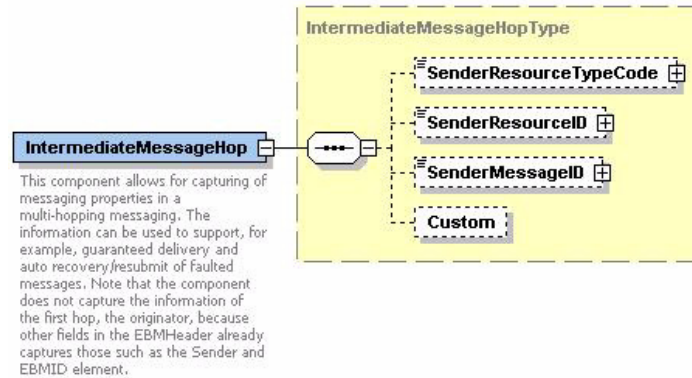 IntermediateMessageHopType
SenderResourceTypeCode
SenderResourceID
SenderMessageID
Custom
IntermediateMessageHop
This component allows for capturing of
messaging properties in a
multi-hopping messaging. The
information can be used to support, for
example, guaranteed delivery and
auto recovery/resubmit of faulted
messages. Note that the component
does not capture the information of
the first hop, the originator, because
other fields in the EBMHeader already
captures those such as the Sender and
EBMID element.